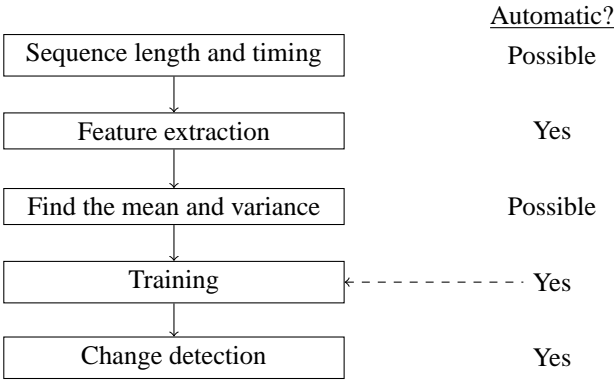 Automatic?
Sequence length and timing Possible
Feature extraction Yes
Find the mean and variance Possible
Training Yes
Change detection Yes